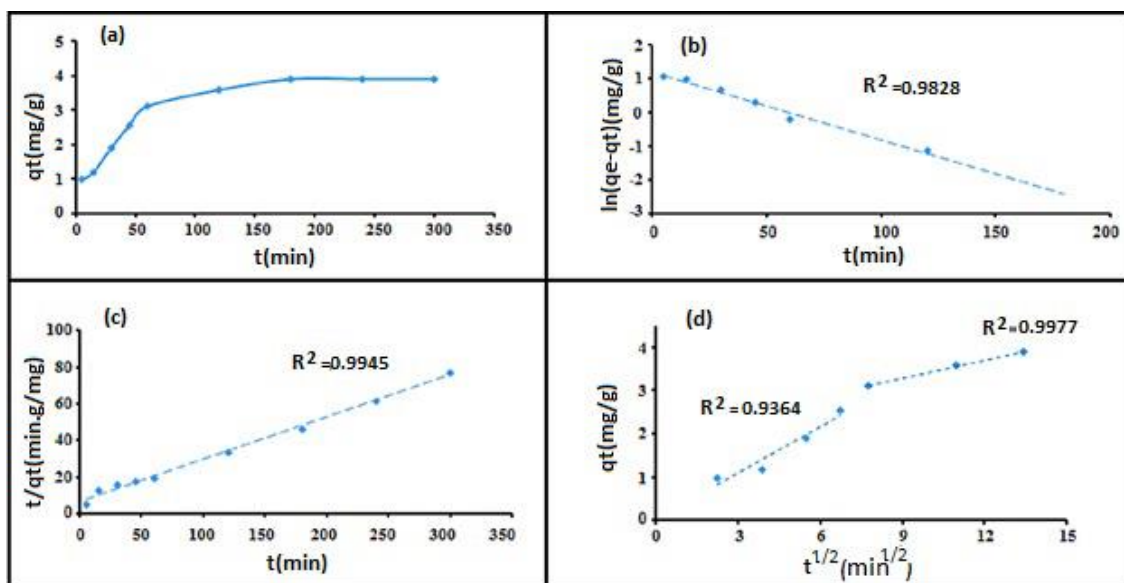 (a)
qt(mg/g)
5
4
3
2
1
0
0 50 100 150 200 250 300 350
t(min)
(b)
ln(qe-qt)(mg/g)
2
1
0
-1
-2
-3
R²=0.9828
0 50 100 150 200
t(min)
(c)
t/qt(min.g/mg)
100
80
60
40
20
0
R²=0.9945
0 50 100 150 200 250 300 350
t(min)
(d)
qt(mg/g)
4
3
2
1
0
R²=0.9977
R²=0.9364
0 3 6 9 12 15
t^1/2(min^1/2)